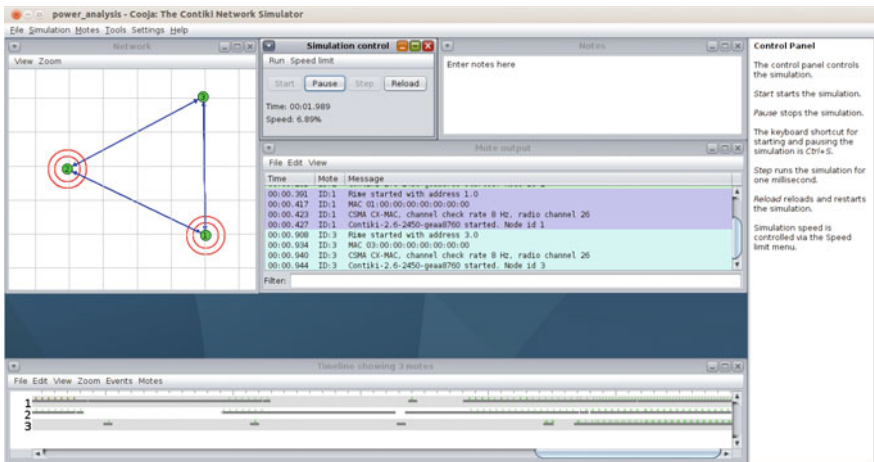 power_analysis - Cooja: The Contiki Network Simulator
File Simulation Motes Tools Settings Help
Network
View Zoom
3
2
1
Simulation control
Run Speed limit
Start Pause Step Reload
Time: 00:01.989
Speed: 6.89%
Notes
Enter notes here
Mote output
File Edit View
Time Mote Message
00:00.391 ID:1 Rime started with address 1.0
00:00.417 ID:1 MAC 01:00:00:00:00:00:00:00
00:00.423 ID:1 CSMA CX-MAC, channel check rate 8 Hz, radio channel 26
00:00.427 ID:1 Contiki-2.6-2450-geaa8760 started. Node id 1
00:00.908 ID:3 Rime started with address 3.0
00:00.934 ID:3 MAC 03:00:00:00:00:00:00:00
00:00.940 ID:3 CSMA CX-MAC, channel check rate 8 Hz, radio channel 26
00:00.944 ID:3 Contiki-2.6-2450-geaa8760 started. Node id 3
Filter:
Control Panel
The control panel controls
the simulation.
Start starts the simulation.
Pause stops the simulation.
The keyboard shortcut for
starting and pausing the
simulation is Ctrl+S.
Step runs the simulation for
one millisecond.
Reload reloads and restarts
the simulation.
Simulation speed is
controlled via the Speed
limit menu.
Timeline showing 3 motes
File Edit View Zoom Events Motes
1
2
3